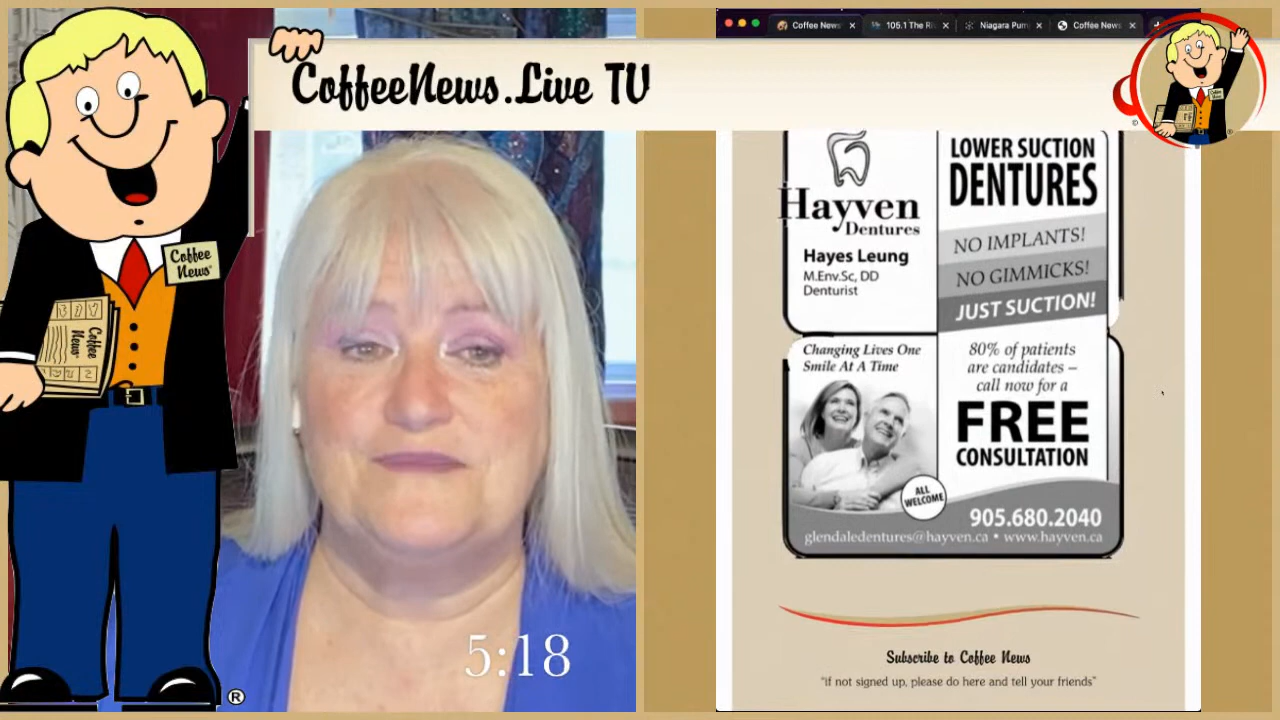 Coffee News
105.1 The Ri
Niagara Pum
Coffee News
CoffeeNews.Live TV
Coffee
News
Coffee
News
Hayven
Dentures
Hayes Leung
M.Env.Sc, DD
Denturist
LOWER SUCTION
DENTURES
NO IMPLANTS!
NO GIMMICKS!
JUST SUCTION!
Changing Lives One
Smile At A Time
80% of patients
are candidates –
call now for a
FREE
CONSULTATION
ALL
WELCOME
905.680.2040
glendaledentures@hayven.ca • www.hayven.ca
5:18
Subscribe to Coffee News
"if not signed up, please do here and tell your friends"
®